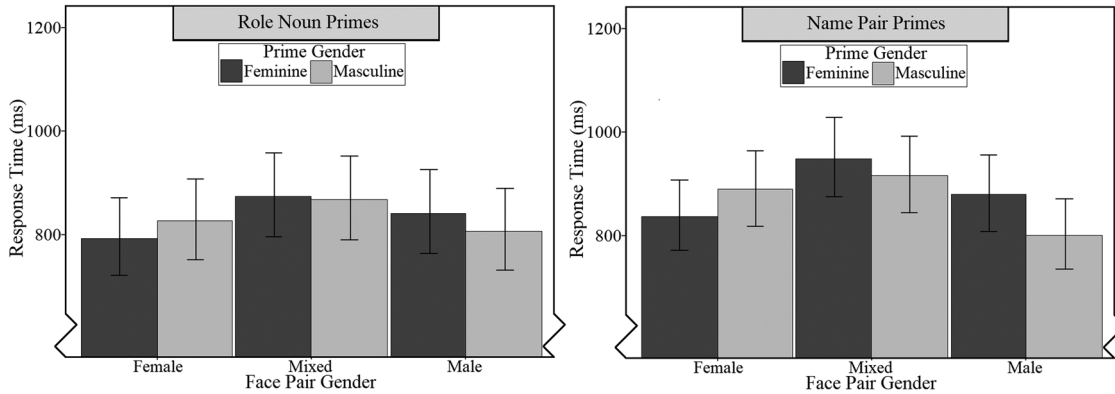 Role Noun Primes
Prime Gender
Feminine Masculine
1200
1000
800
Response Time (ms)
Female Mixed Male
Face Pair Gender
Name Pair Primes
Prime Gender
Feminine Masculine
1200
1000
800
Response Time (ms)
Female Mixed Male
Face Pair Gender